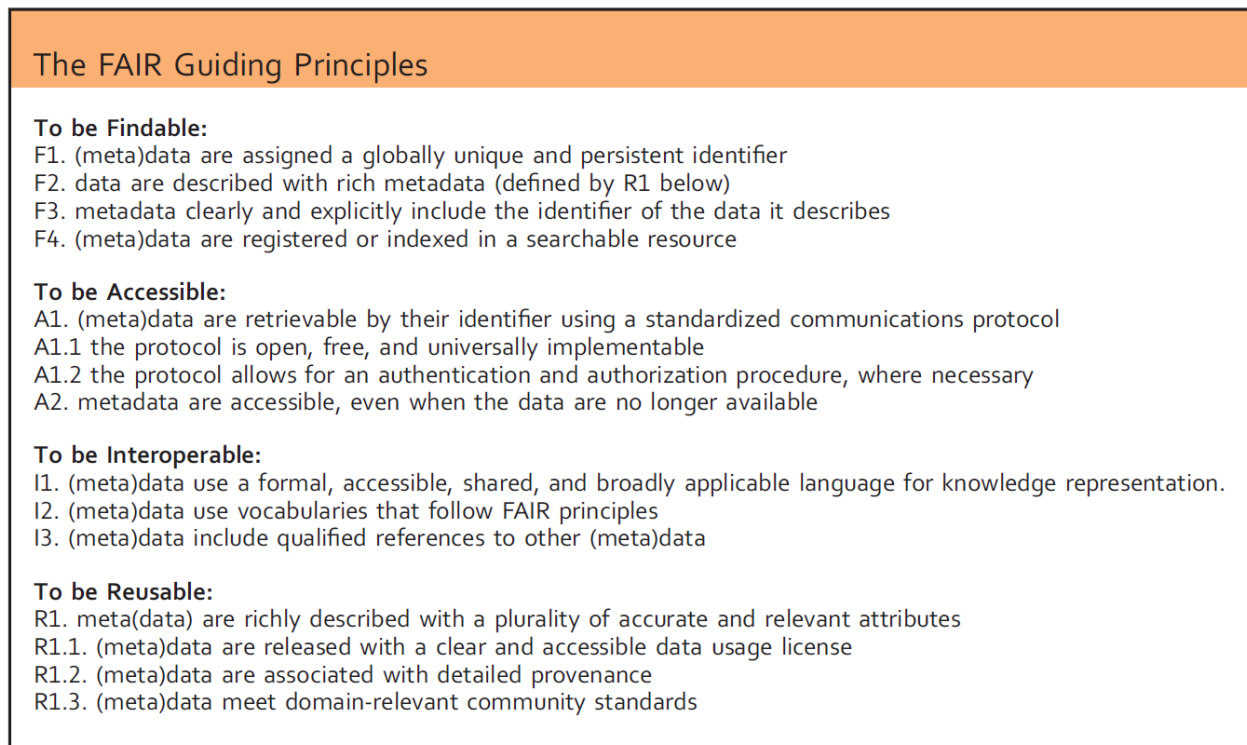 The FAIR Guiding Principles
To be Findable:
F1. (meta)data are assigned a globally unique and persistent identifier
F2. data are described with rich metadata (defined by R1 below)
F3. metadata clearly and explicitly include the identifier of the data it describes
F4. (meta)data are registered or indexed in a searchable resource
To be Accessible:
A1. (meta)data are retrievable by their identifier using a standardized communications protocol
A1.1 the protocol is open, free, and universally implementable
A1.2 the protocol allows for an authentication and authorization procedure, where necessary
A2. metadata are accessible, even when the data are no longer available
To be Interoperable:
I1. (meta)data use a formal, accessible, shared, and broadly applicable language for knowledge representation.
I2. (meta)data use vocabularies that follow FAIR principles
I3. (meta)data include qualified references to other (meta)data
To be Reusable:
R1. meta(data) are richly described with a plurality of accurate and relevant attributes
R1.1. (meta)data are released with a clear and accessible data usage license
R1.2. (meta)data are associated with detailed provenance
R1.3. (meta)data meet domain-relevant community standards